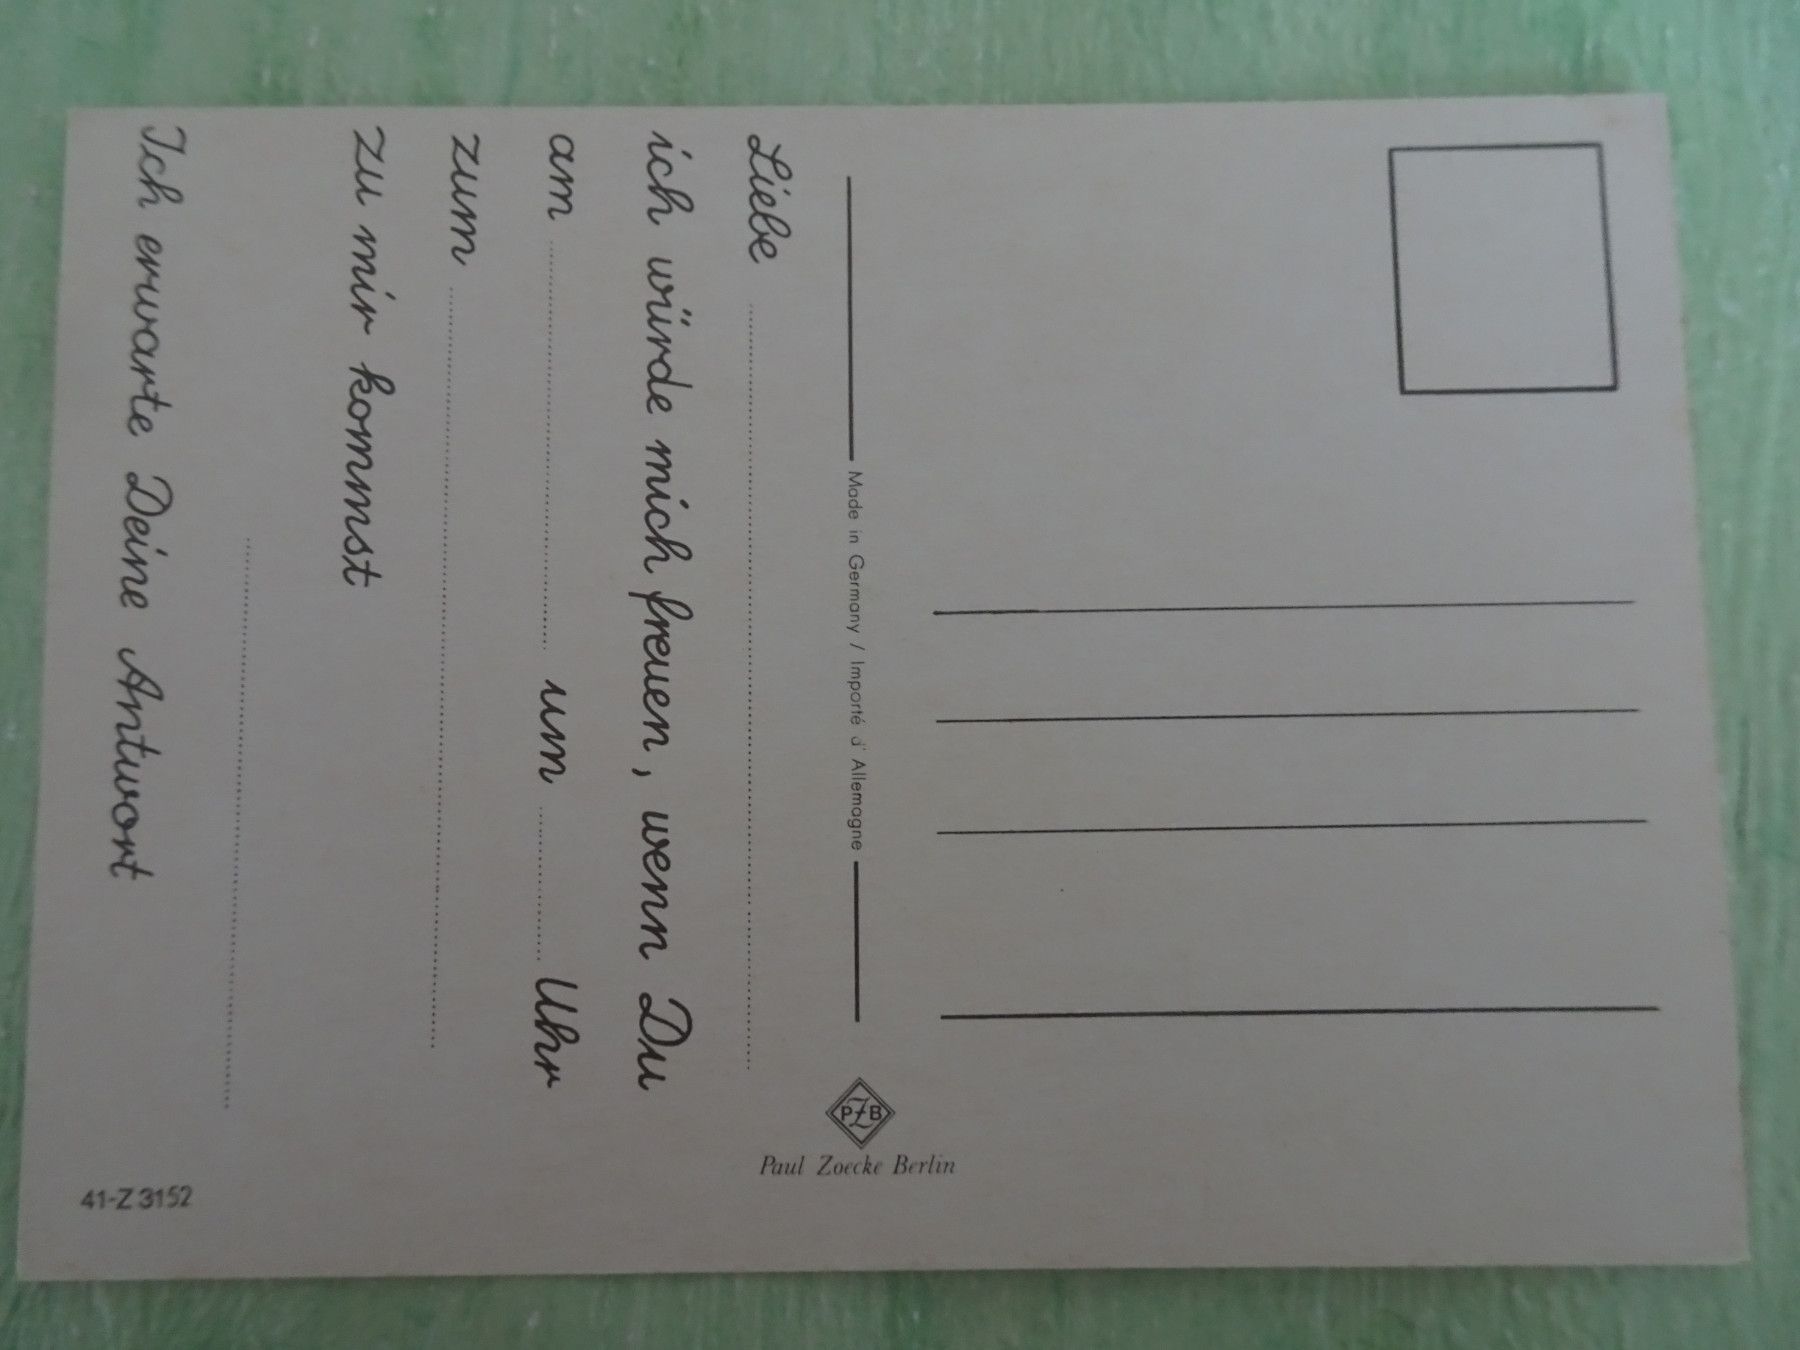 Liebe
ich würde mich freuen, wenn Du
am um Uhr
zum
zu mir kommst
Ich erwarte Deine Antwort
Made in Germany / Importé d' Allemagne
PZB
Paul Zoecke Berlin
41-Z 3152